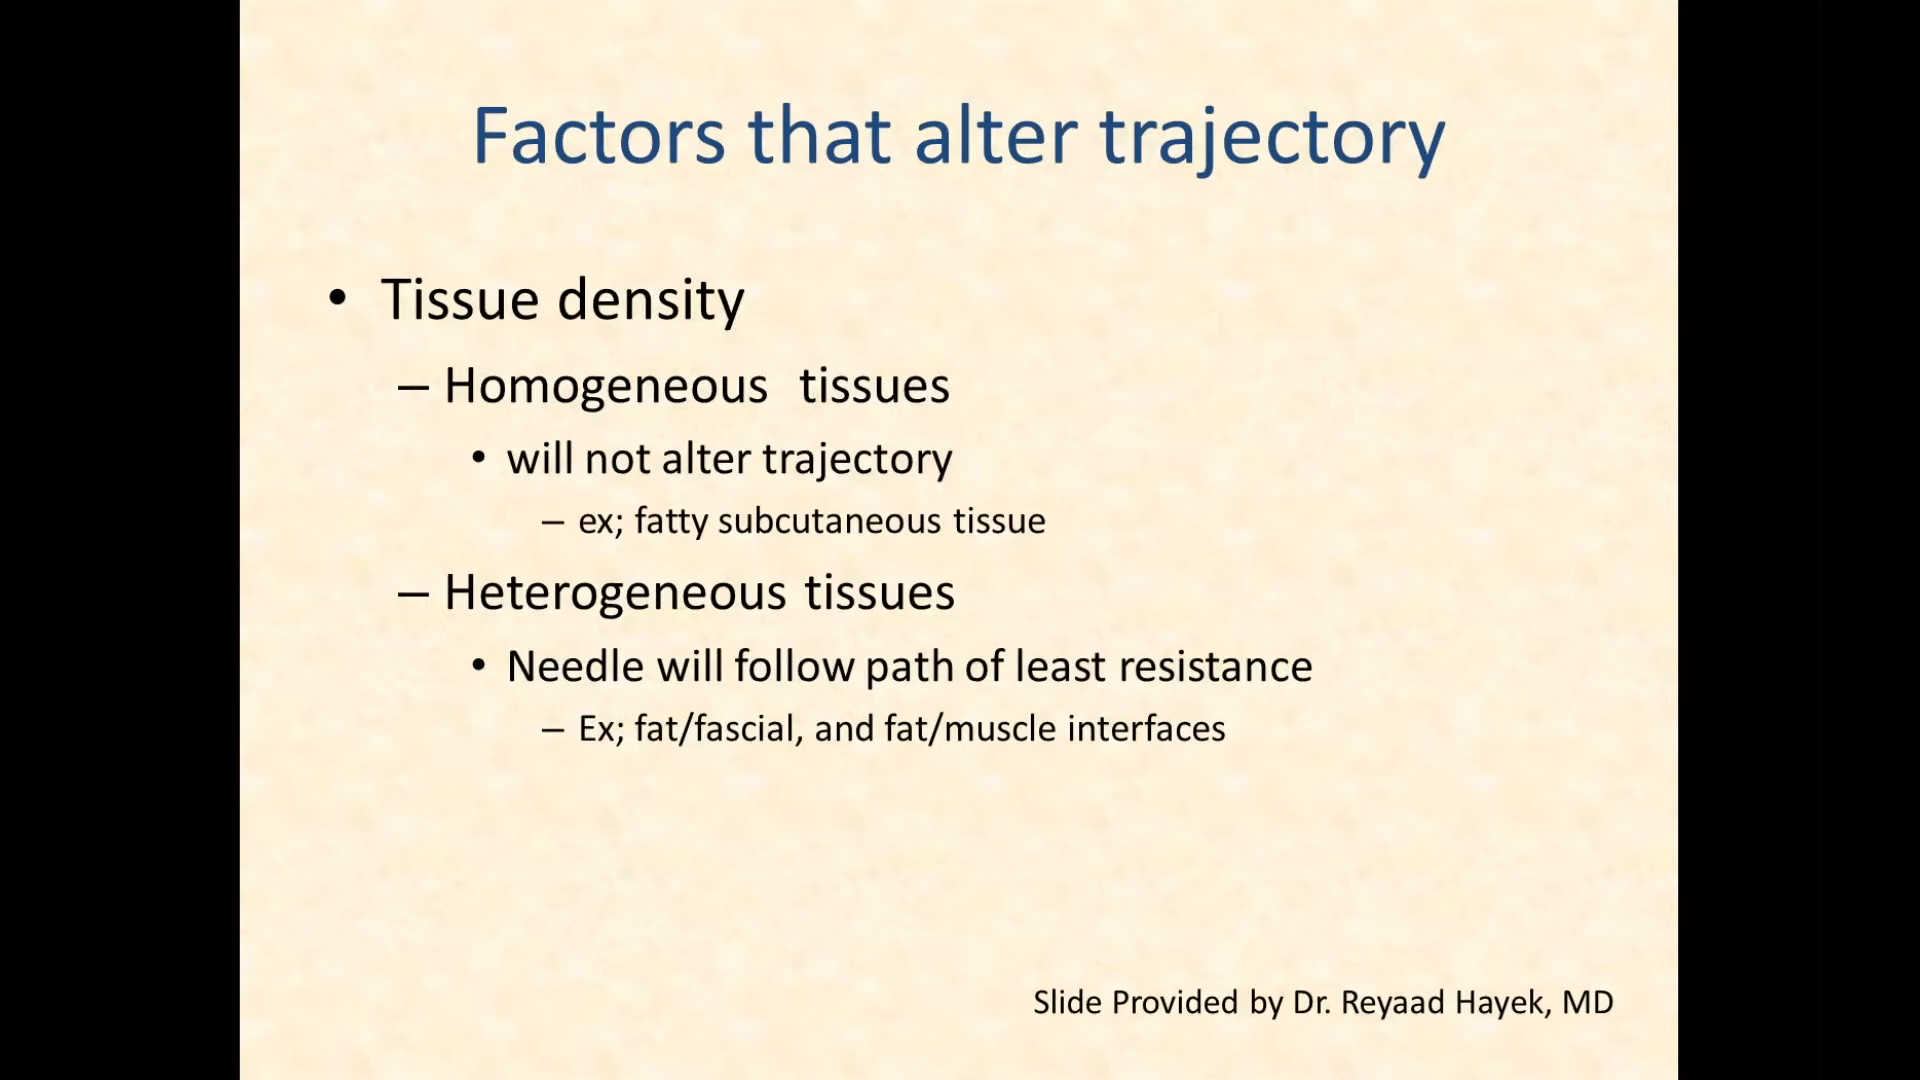 Factors that alter trajectory
• Tissue density
– Homogeneous tissues
• will not alter trajectory
– ex; fatty subcutaneous tissue
– Heterogeneous tissues
• Needle will follow path of least resistance
– Ex; fat/fascial, and fat/muscle interfaces
Slide Provided by Dr. Reyaad Hayek, MD